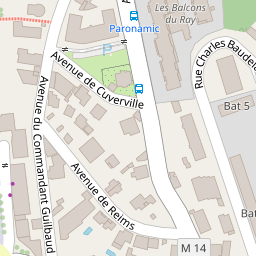 Les Balcons
du Ray
Paronamic
Avenue de Cuverville
Rue Charles Baudel
Bat 5
Avenue du Commandant Guilbaud
Avenue de Reims
Bat
M 14